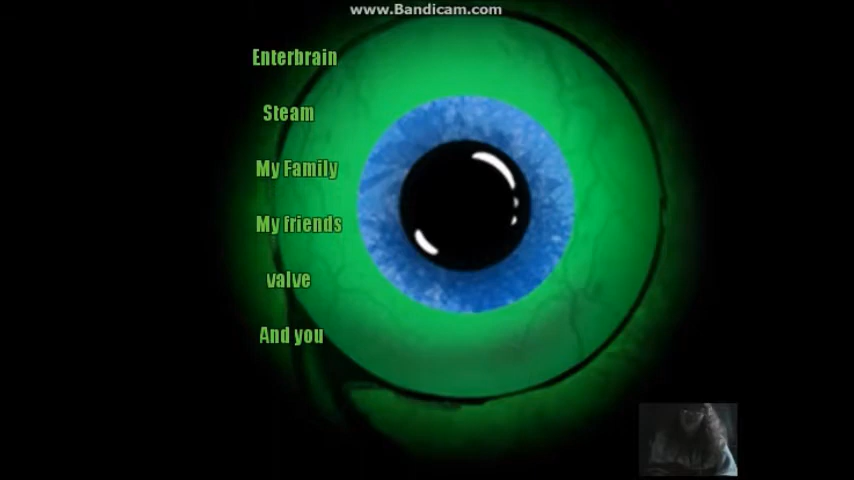 www.Bandicam.com
Enterbrain
Steam
My Family
My friends
valve
And you